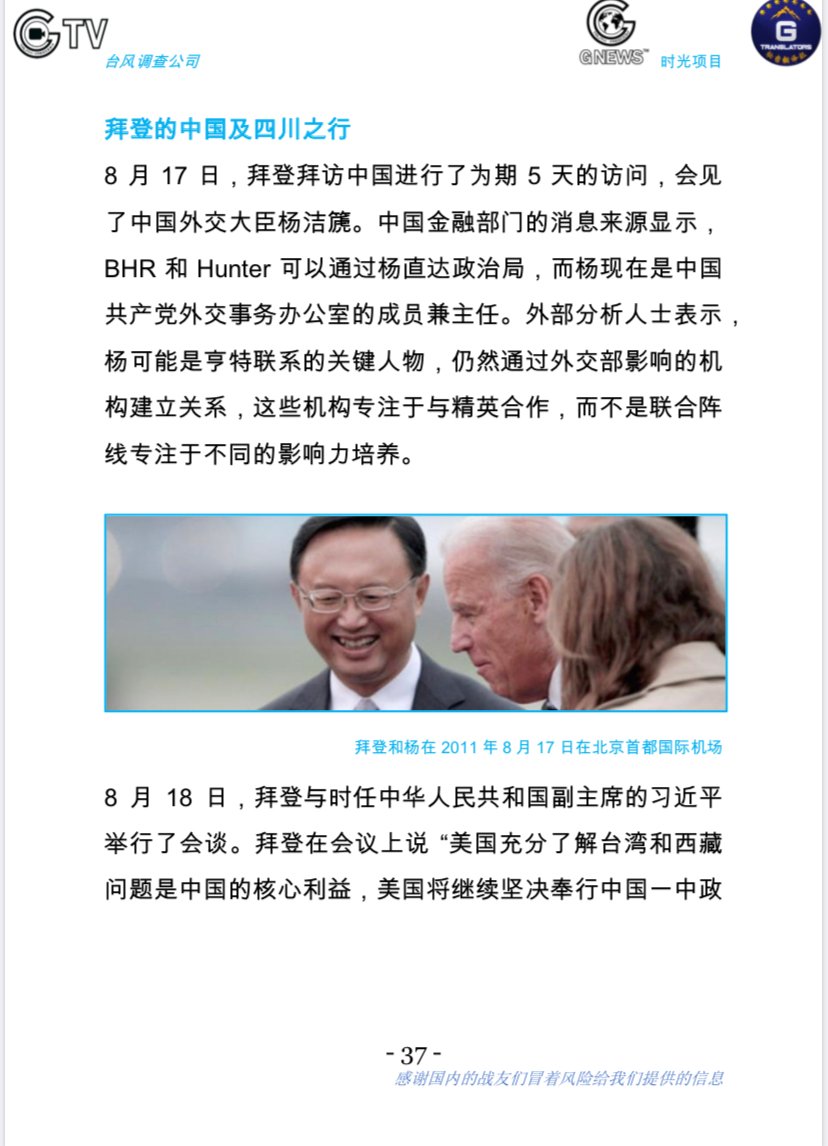 GTV
台风调查公司
GNEWS™
时光项目
G
TRANSLATORS
拜登的中国及四川之行
8 月 17 日，拜登拜访中国进行了为期 5 天的访问，会见
了中国外交大臣杨洁篪。中国金融部门的消息来源显示，
BHR 和 Hunter 可以通过杨直达政治局，而杨现在是中国
共产党外交事务办公室的成员兼主任。外部分析人士表示，
杨可能是亨特联系的关键人物，仍然通过外交部影响的机
构建立关系，这些机构专注于与精英合作，而不是联合阵
线专注于不同的影响力培养。
拜登和杨在 2011 年 8 月 17 日在北京首都国际机场
8 月 18 日，拜登与时任中华人民共和国副主席的习近平
举行了会谈。拜登在会议上说 “美国充分了解台湾和西藏
问题是中国的核心利益，美国将继续坚决奉行中国一中政
- 37 -
感谢国内的战友们冒着风险给我们提供的信息